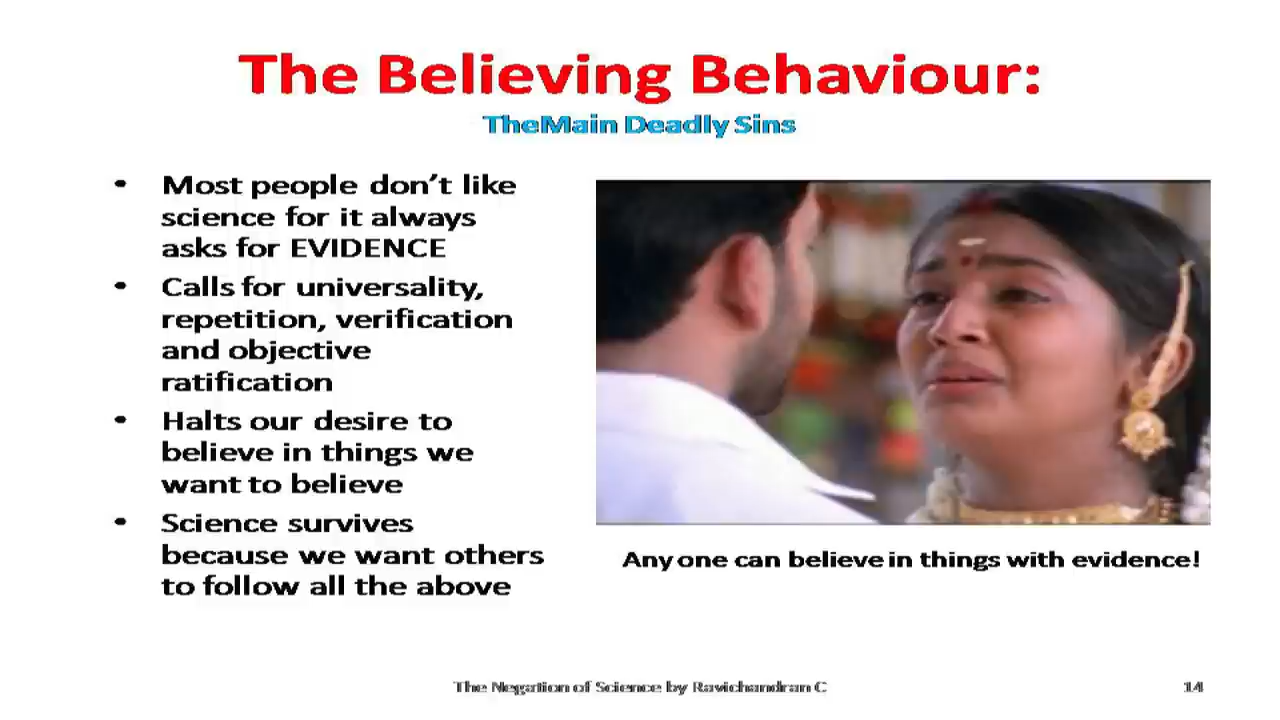 The Believing Behaviour:
TheMain Deadly Sins
• Most people don't like
science for it always
asks for EVIDENCE
• Calls for universality,
repetition, verification
and objective
ratification
• Halts our desire to
believe in things we
want to believe
• Science survives
because we want others
to follow all the above
Any one can believe in things with evidence!
The Negation of Science by Ravichandran C
14